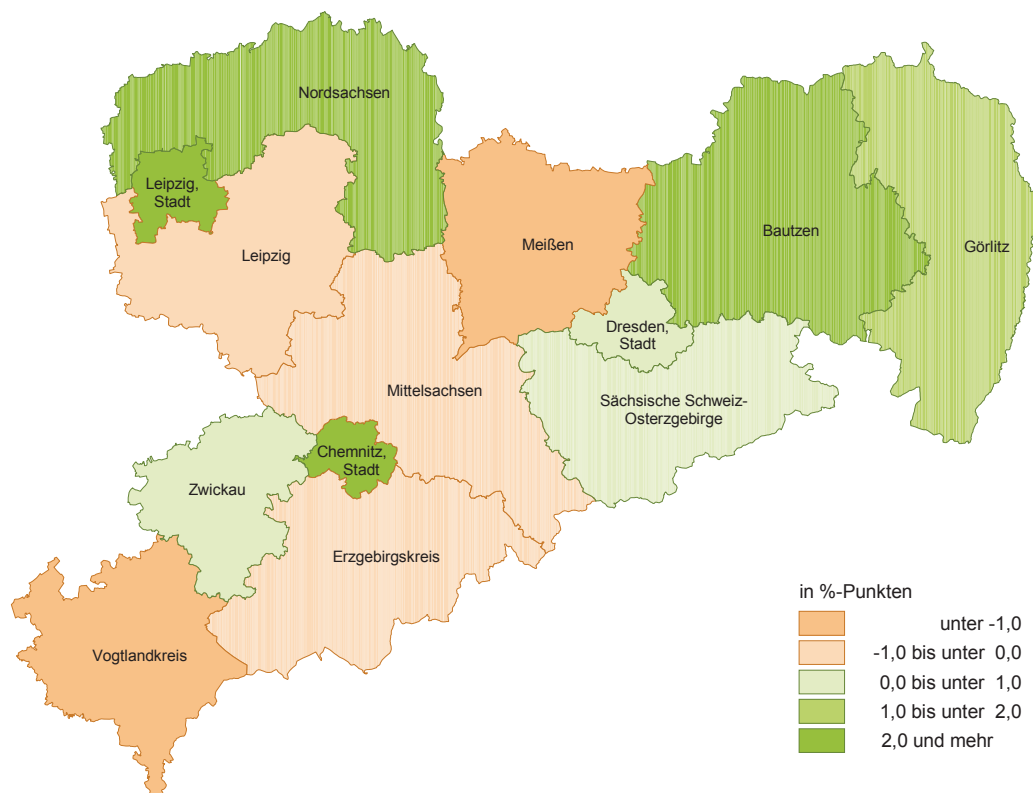 Nordsachsen
Leipzig,
Stadt
Leipzig
Meißen
Bautzen
Görlitz
Dresden,
Stadt
Mittelsachsen
Sächsische Schweiz-
Osterzgebirge
Chemnitz,
Stadt
Zwickau
Erzgebirgskreis
Vogtlandkreis
in %-Punkten
unter -1,0
-1,0 bis unter 0,0
0,0 bis unter 1,0
1,0 bis unter 2,0
2,0 und mehr